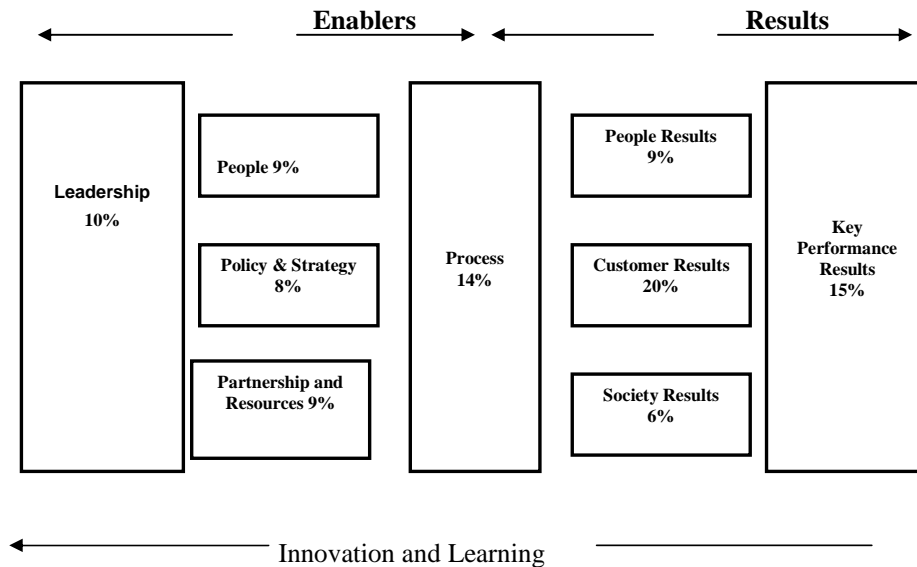 Enablers
Results
Leadership
10%
People 9%
Policy & Strategy
8%
Partnership and
Resources 9%
Process
14%
People Results
9%
Customer Results
20%
Society Results
6%
Key
Performance
Results
15%
Innovation and Learning